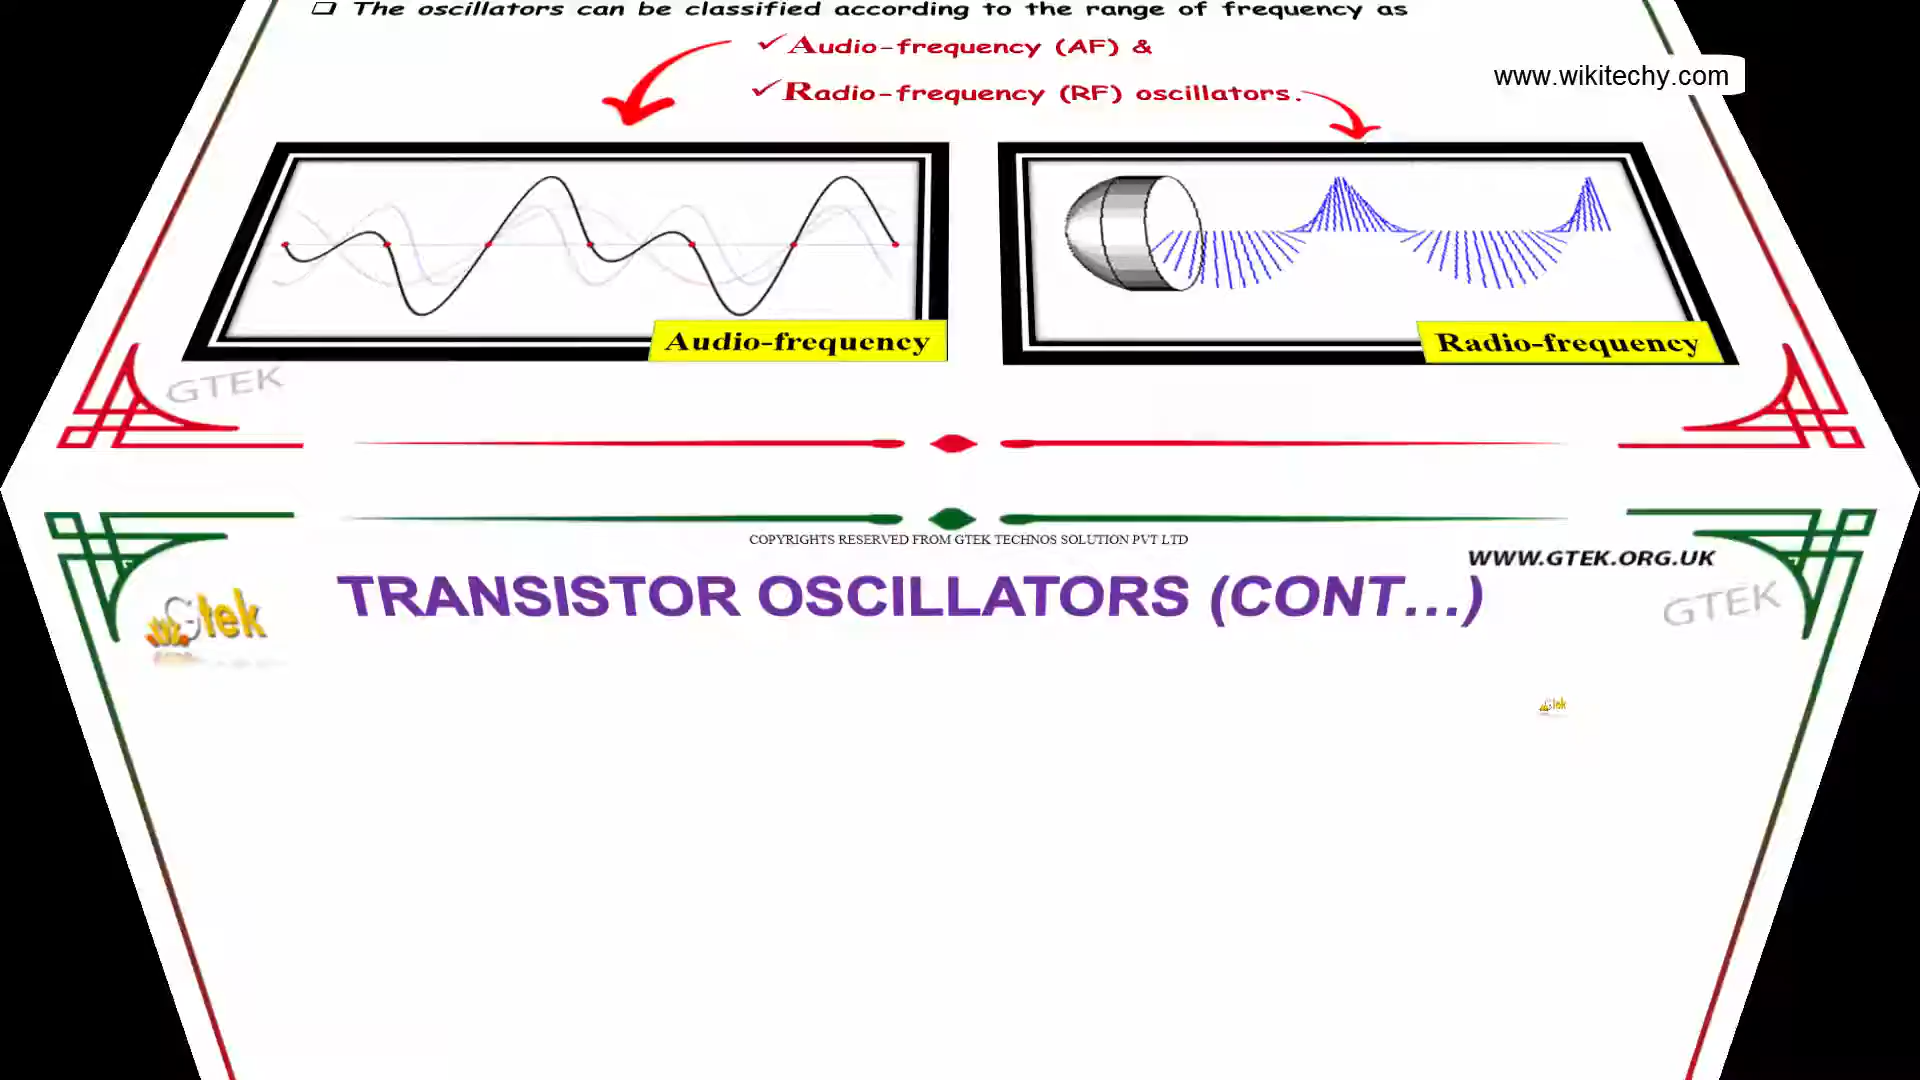 ❑ The oscillators can be classified according to the range of frequency as
✓Audio-frequency (AF) &
www.wikitechy.com
✓Radio-frequency (RF) oscillators.
Audio-frequency
Radio-frequency
GTEK
COPYRIGHTS RESERVED FROM GTEK TECHNOS SOLUTION PVT LTD
WWW.GTEK.ORG.UK
Gtek
TRANSISTOR OSCILLATORS (CONT...)
GTEK
Gtek